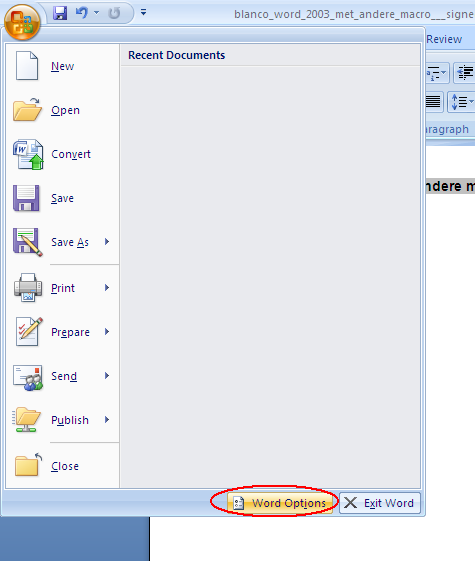 blanco_word_2003_met_andere_macro___signe
Review
Recent Documents
New
Open
Convert
Save
Save As
Print
Prepare
Send
Publish
Close
aragraph
ndere m
Word Options
Exit Word